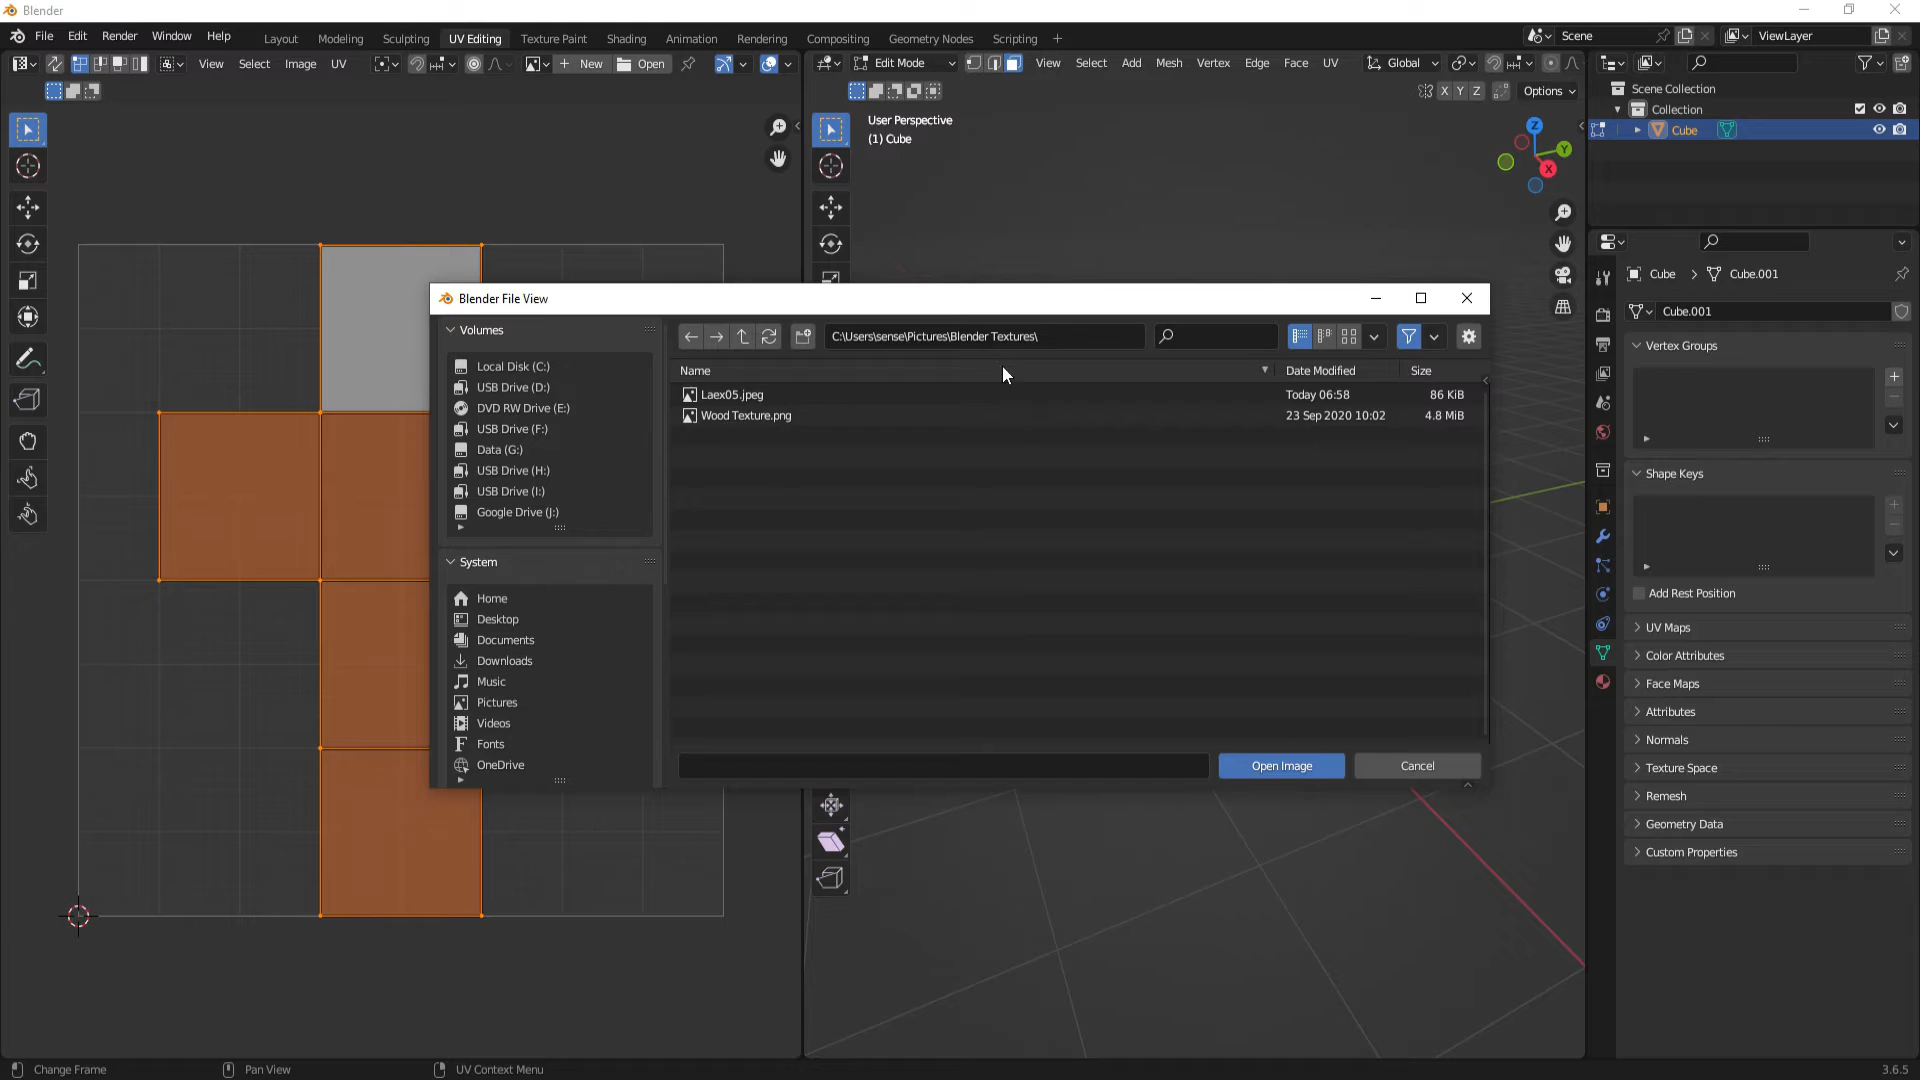 Blender
File Edit Render Window Help Layout Modeling Sculpting UV Editing Texture Paint Shading Animation Rendering Compositing Geometry Nodes Scripting Scene ViewLayer
View Select Image UV New Open
Edit Mode View Select Add Mesh Vertex Edge Face UV Global
X Y Z Options
User Perspective
(1) Cube
Z
Y
X
Scene Collection
Collection
Cube
Cube Cube.001
Cube.001
Vertex Groups
Shape Keys
Add Rest Position
UV Maps
Color Attributes
Face Maps
Attributes
Normals
Texture Space
Remesh
Geometry Data
Custom Properties
Blender File View
Volumes
Local Disk (C:)
USB Drive (D:)
DVD RW Drive (E:)
USB Drive (F:)
Data (G:)
USB Drive (H:)
USB Drive (I:)
Google Drive (J:)
System
Home
Desktop
Documents
Downloads
Music
Pictures
Videos
Fonts
OneDrive
C:\Users\sense\Pictures\Blender Textures\
Name Date Modified Size
Laex05.jpeg Today 06:58 86 KiB
Wood Texture.png 23 Sep 2020 10:02 4.8 MiB
Open Image Cancel
Change Frame Pan View UV Context Menu 3.6.5